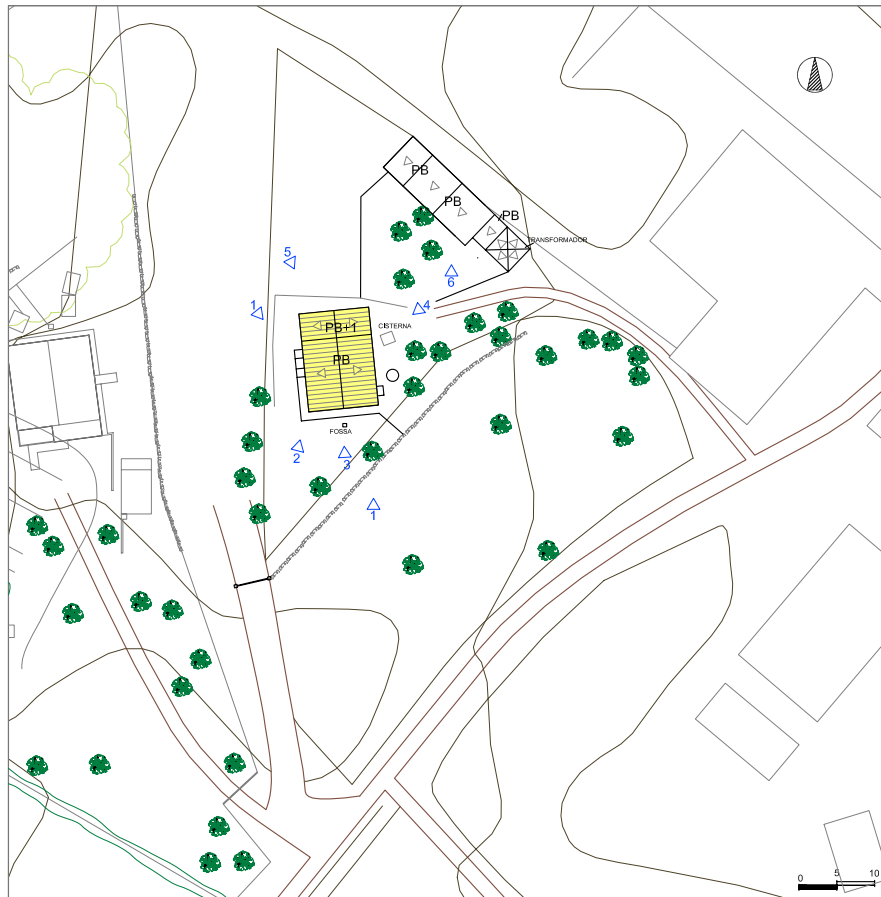 PB
PB
PB
TRANSFORMADOR
5
6
1
4
PB+1
CISTERNA
PB
FOSSA
2
3
1
0 5 10